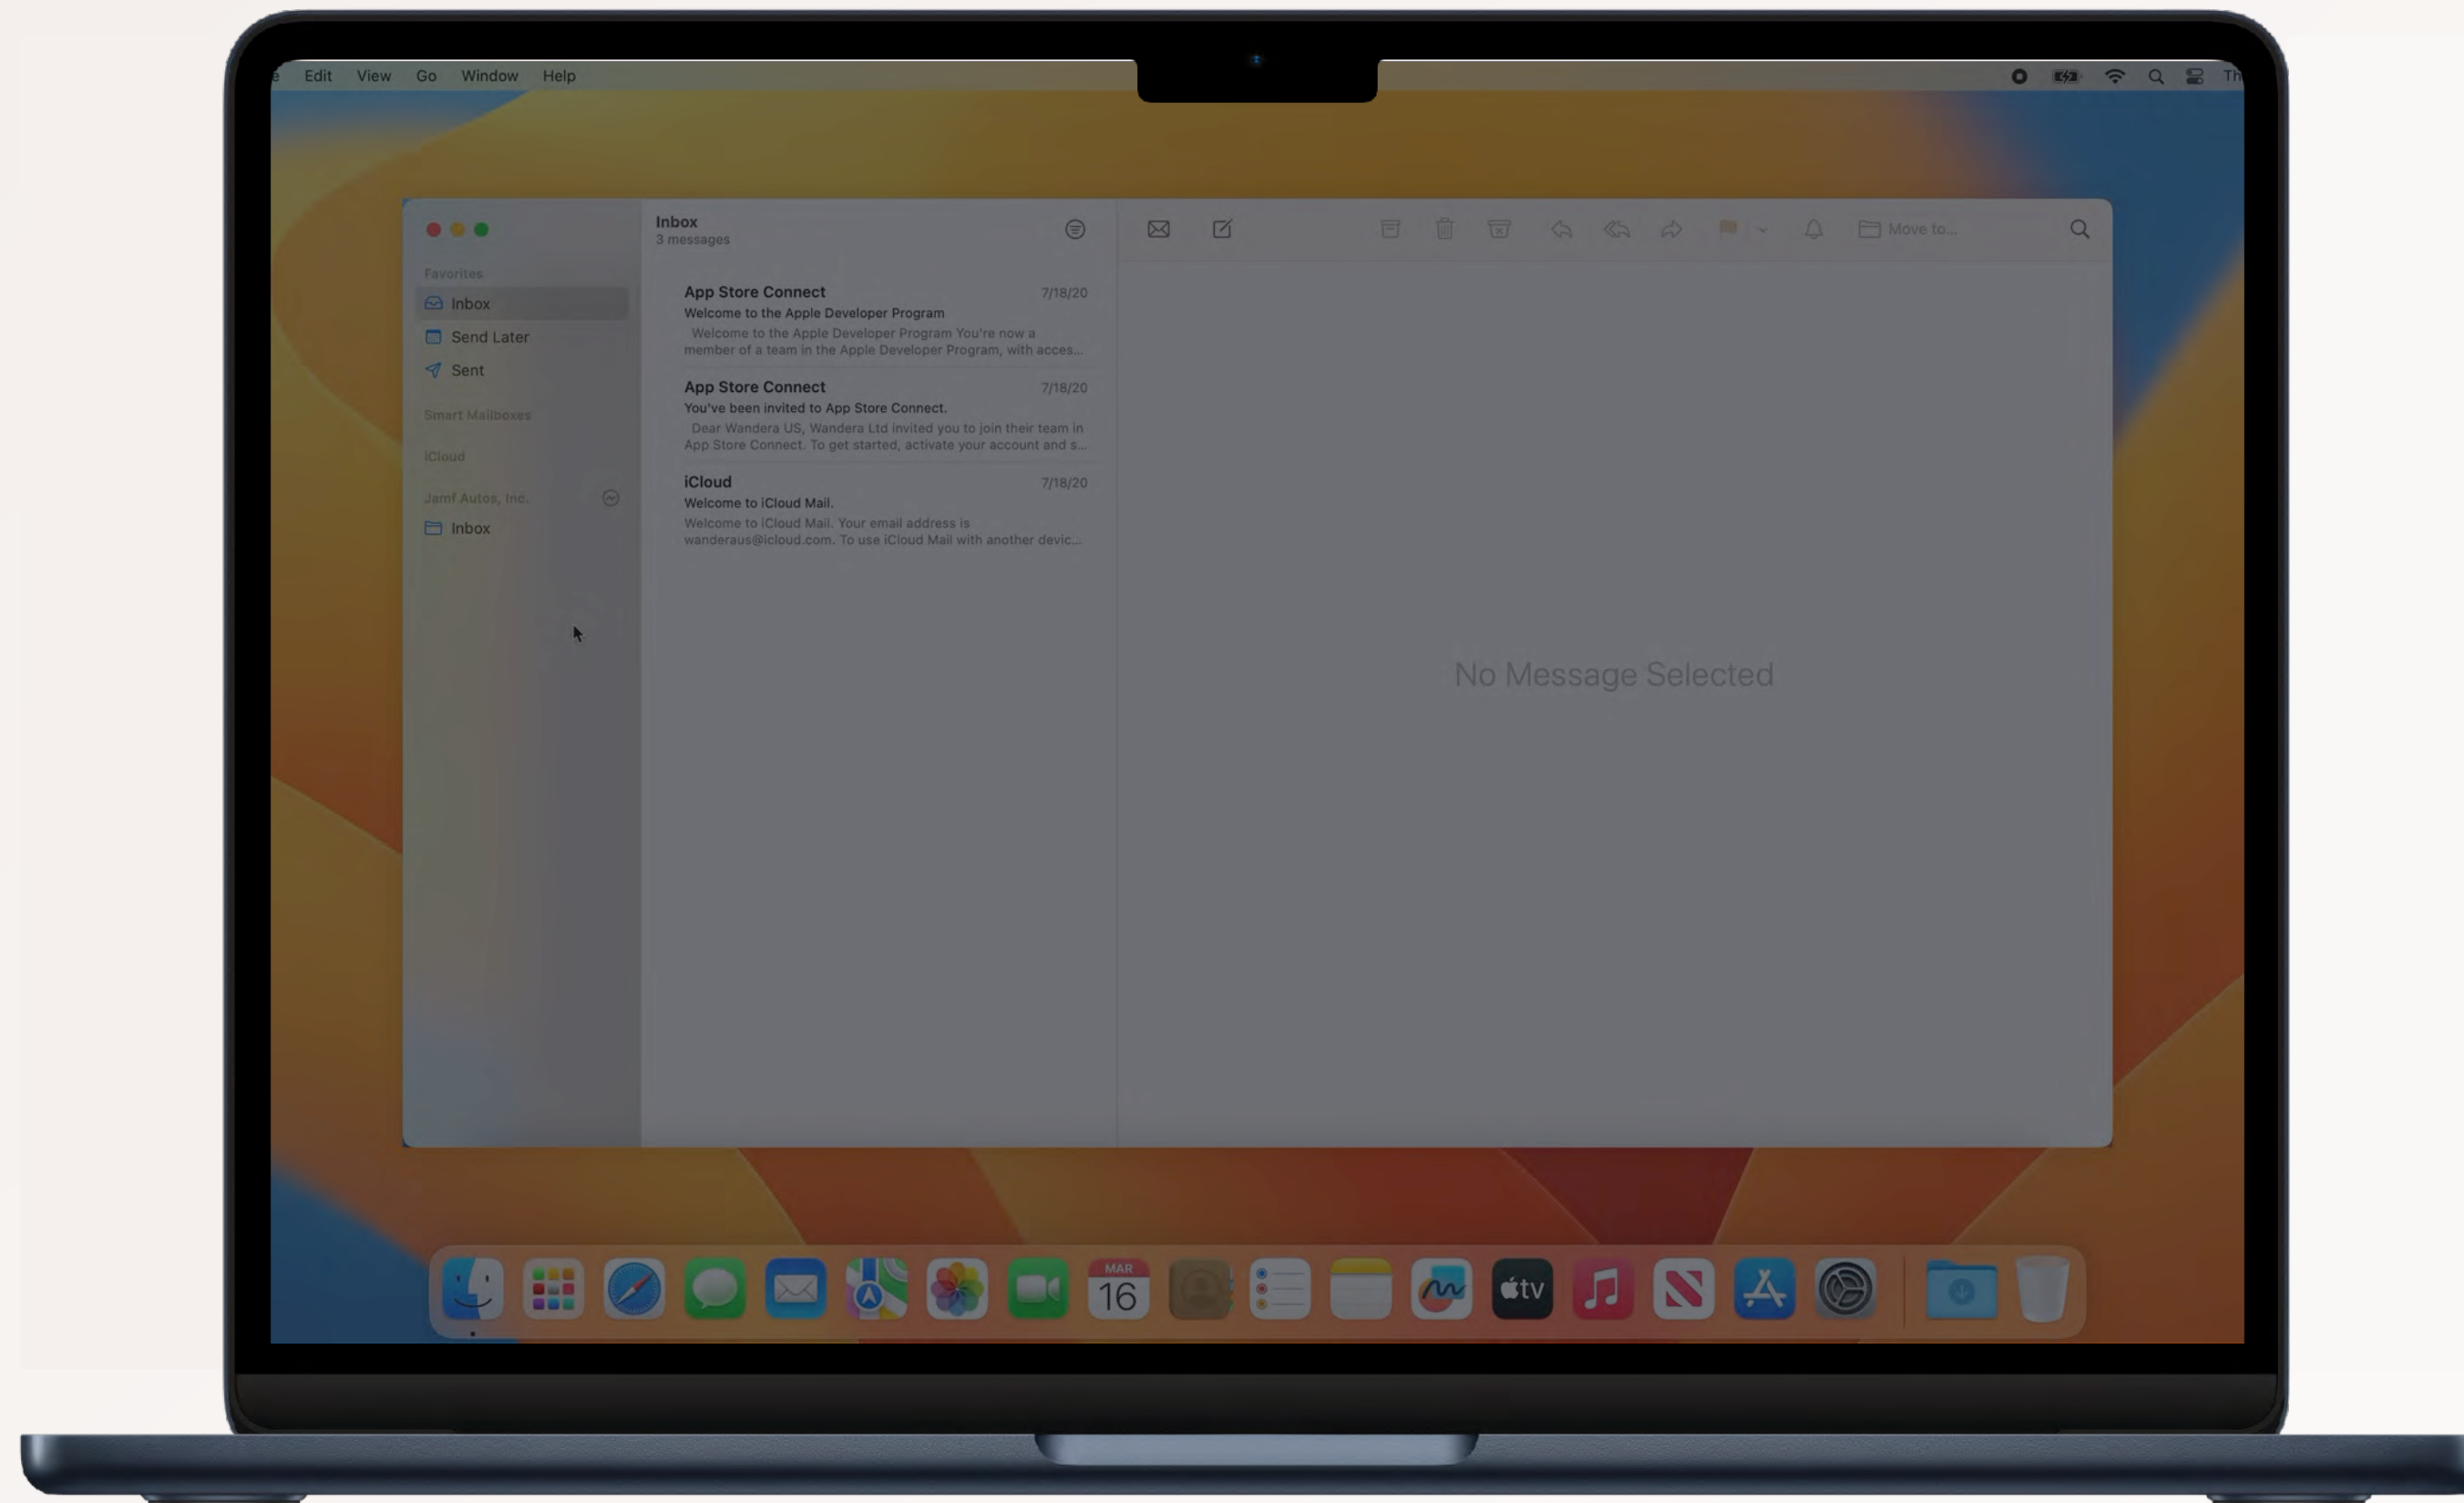 Edit View Go Window Help
Inbox
3 messages
Move to...
Favorites
Inbox
Send Later
Sent
Smart Mailboxes
iCloud
Jamf Autos, Inc.
Inbox
App Store Connect 7/18/20
Welcome to the Apple Developer Program
Welcome to the Apple Developer Program You're now a
member of a team in the Apple Developer Program, with acces...
App Store Connect 7/18/20
You've been invited to App Store Connect.
Dear Wandera US, Wandera Ltd invited you to join their team in
App Store Connect. To get started, activate your account and s...
iCloud 7/18/20
Welcome to iCloud Mail.
Welcome to iCloud Mail. Your email address is
wanderaus@icloud.com. To use iCloud Mail with another devic...
No Message Selected
MAR
16
tv